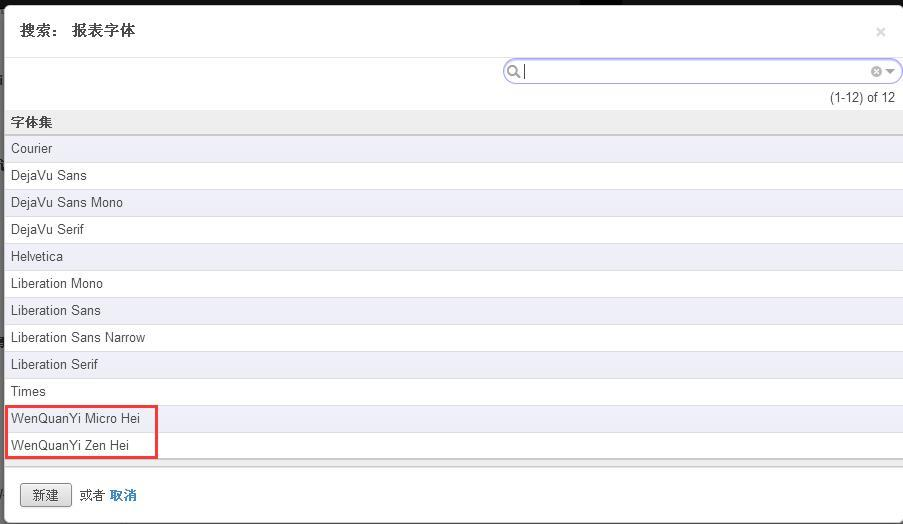 搜索： 报表字体
×
(1-12) of 12
字体集
Courier
DejaVu Sans
DejaVu Sans Mono
DejaVu Serif
Helvetica
Liberation Mono
Liberation Sans
Liberation Sans Narrow
Liberation Serif
Times
WenQuanYi Micro Hei
WenQuanYi Zen Hei
新建 或者 取消